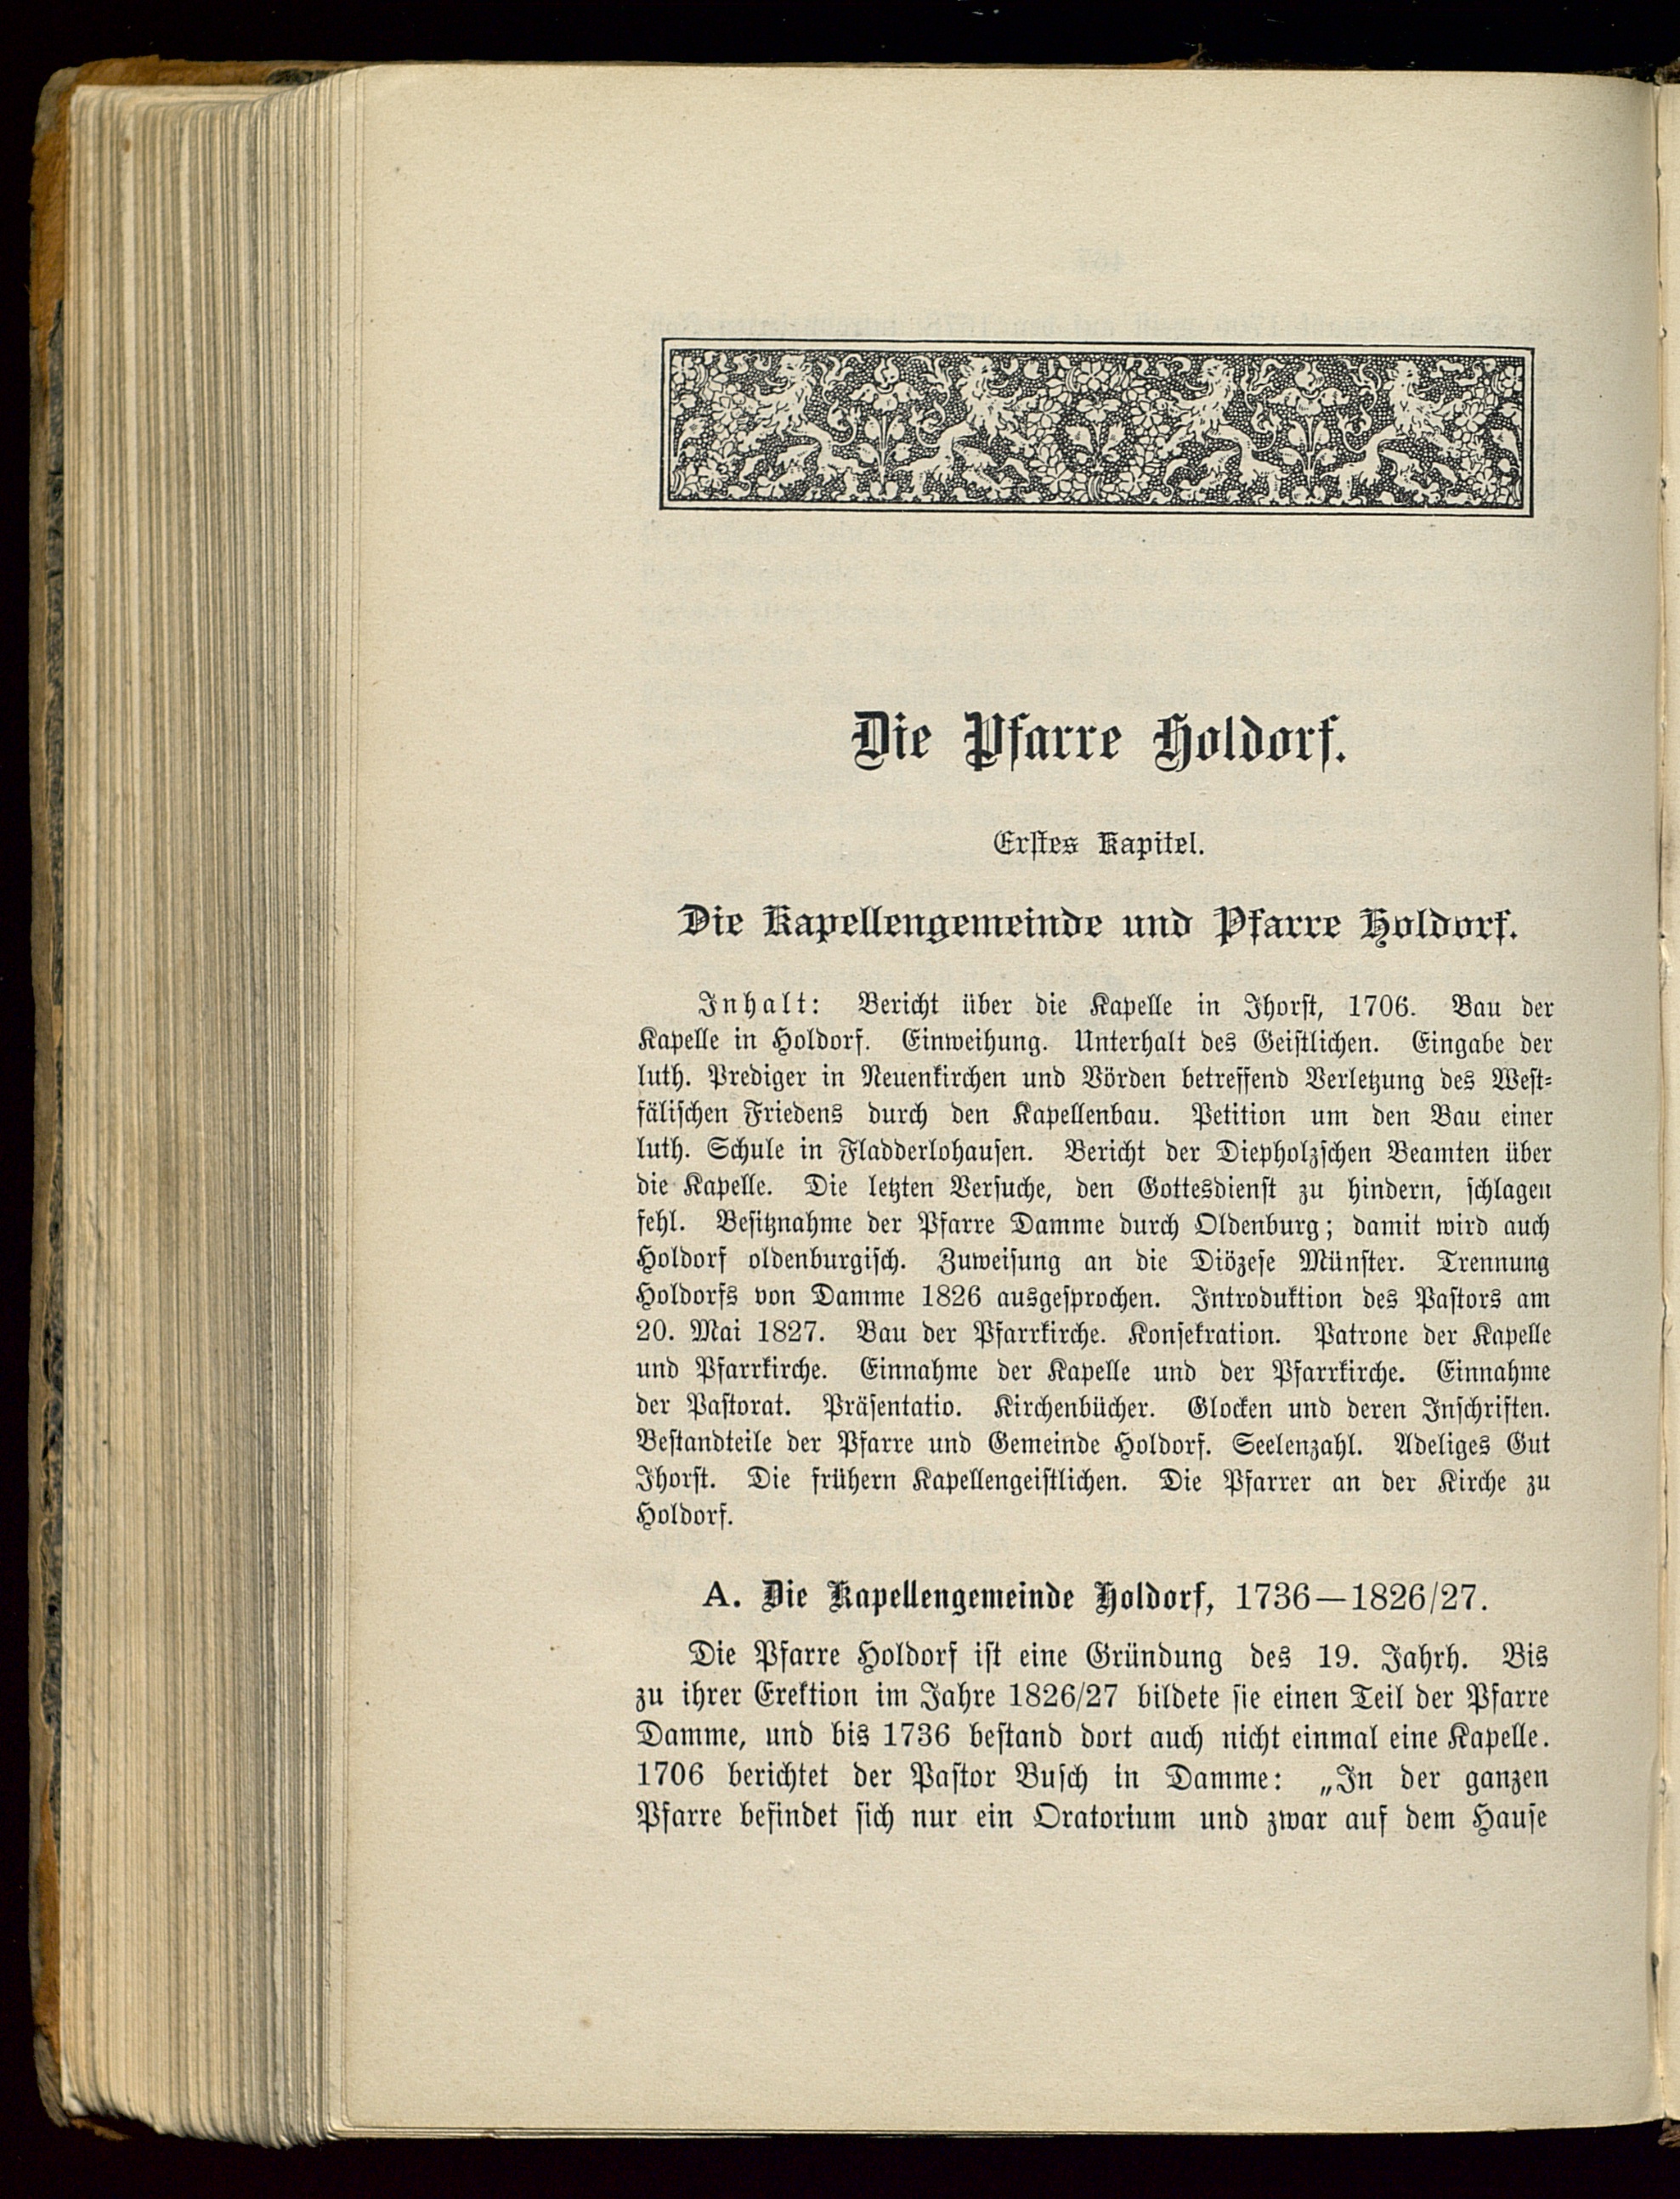 Die Pfarre Holdorf.
Erstes Kapitel.
Die Kapellengemeinde und Pfarre Holdorf.
Inhalt: Bericht über die Kapelle in Ihorst, 1706. Bau der
Kapelle in Holdorf. Einweihung. Unterhalt des Geistlichen. Eingabe der
luth. Prediger in Neuenkirchen und Vörden betreffend Verletzung des West-
fälischen Friedens durch den Kapellenbau. Petition um den Bau einer
luth. Schule in Fladderlohausen. Bericht der Diepholzschen Beamten über
die Kapelle. Die letzten Versuche, den Gottesdienst zu hindern, schlagen
fehl. Besitznahme der Pfarre Damme durch Oldenburg; damit wird auch
Holdorf oldenburgisch. Zuweisung an die Diözese Münster. Trennung
Holdorfs von Damme 1826 ausgesprochen. Introduktion des Pastors am
20. Mai 1827. Bau der Pfarrkirche. Konsekration. Patrone der Kapelle
und Pfarrkirche. Einnahme der Kapelle und der Pfarrkirche. Einnahme
der Pastorat. Präsentatio. Kirchenbücher. Glocken und deren Inschriften.
Bestandteile der Pfarre und Gemeinde Holdorf. Seelenzahl. Adeliges Gut
Ihorst. Die frühern Kapellengeistlichen. Die Pfarrer an der Kirche zu
Holdorf.
A. Die Kapellengemeinde Holdorf, 1736—1826/27.
Die Pfarre Holdorf ist eine Gründung des 19. Jahrh. Bis
zu ihrer Erektion im Jahre 1826/27 bildete sie einen Teil der Pfarre
Damme, und bis 1736 bestand dort auch nicht einmal eine Kapelle.
1706 berichtet der Pastor Busch in Damme: „In der ganzen
Pfarre befindet sich nur ein Oratorium und zwar auf dem Hause